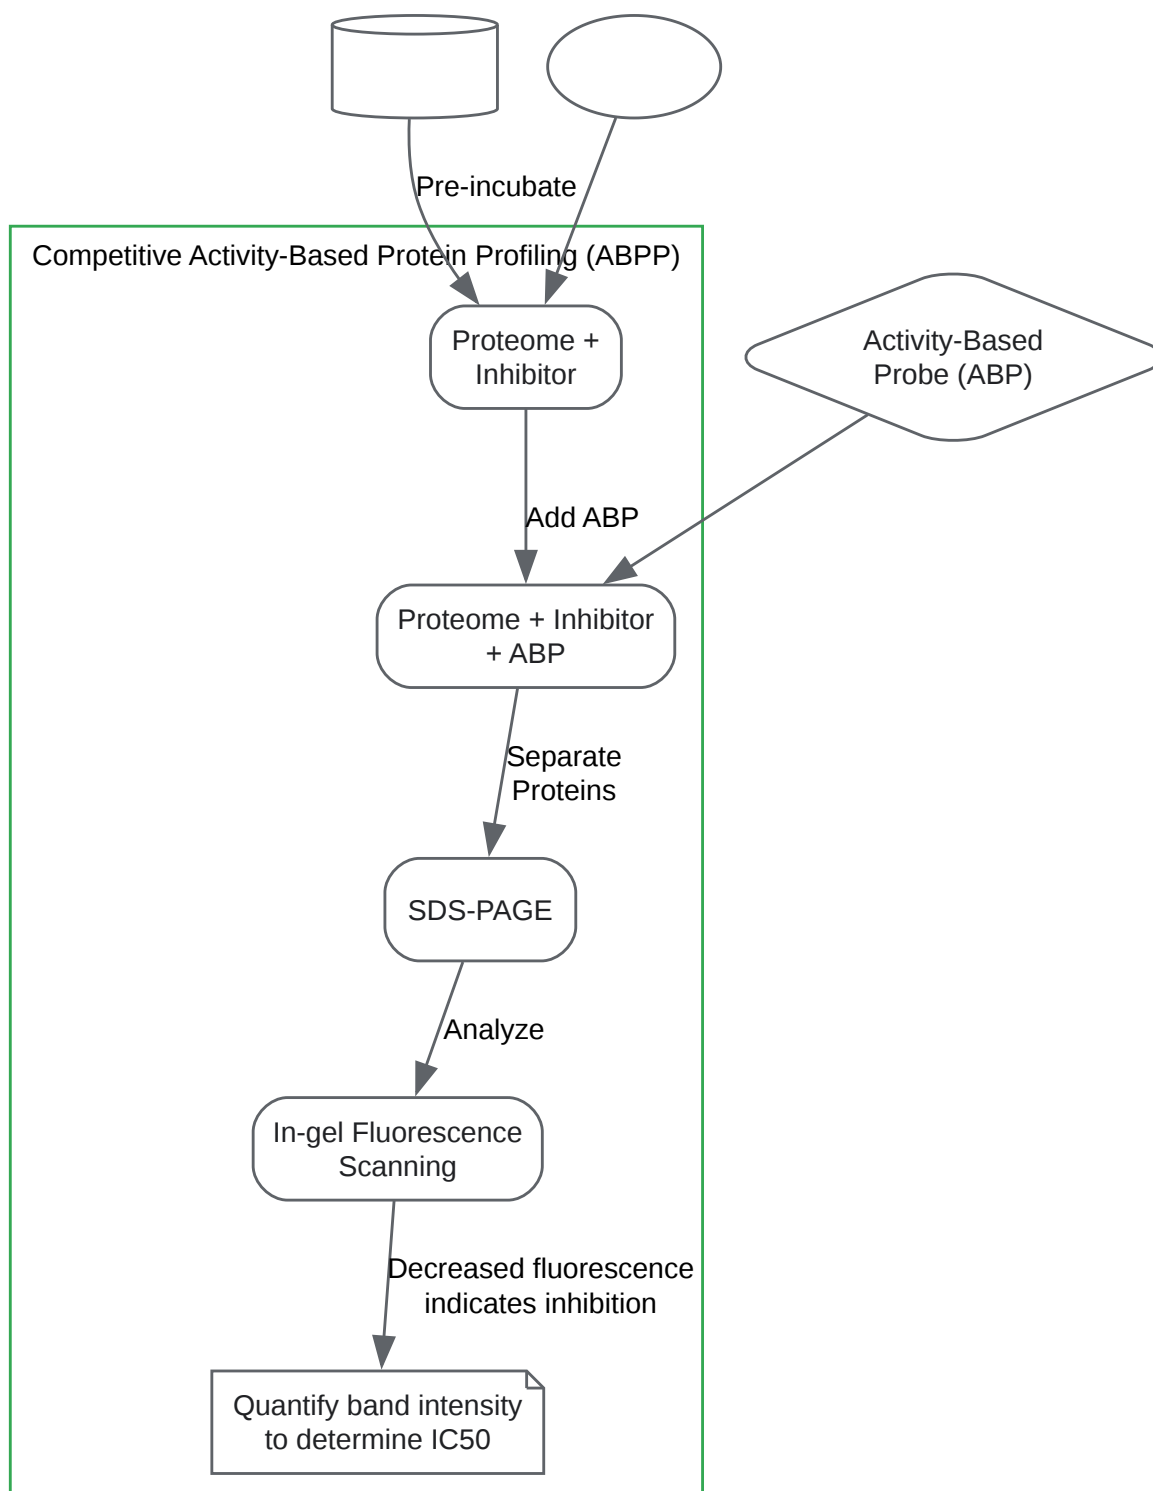 Pre-incubate
Competitive Activity-Based Protein Profiling (ABPP)
Proteome +
Inhibitor
Activity-Based
Probe (ABP)
Add ABP
Proteome + Inhibitor
+ ABP
Separate
Proteins
SDS-PAGE
Analyze
In-gel Fluorescence
Scanning
Decreased fluorescence
indicates inhibition
Quantify band intensity
to determine IC50